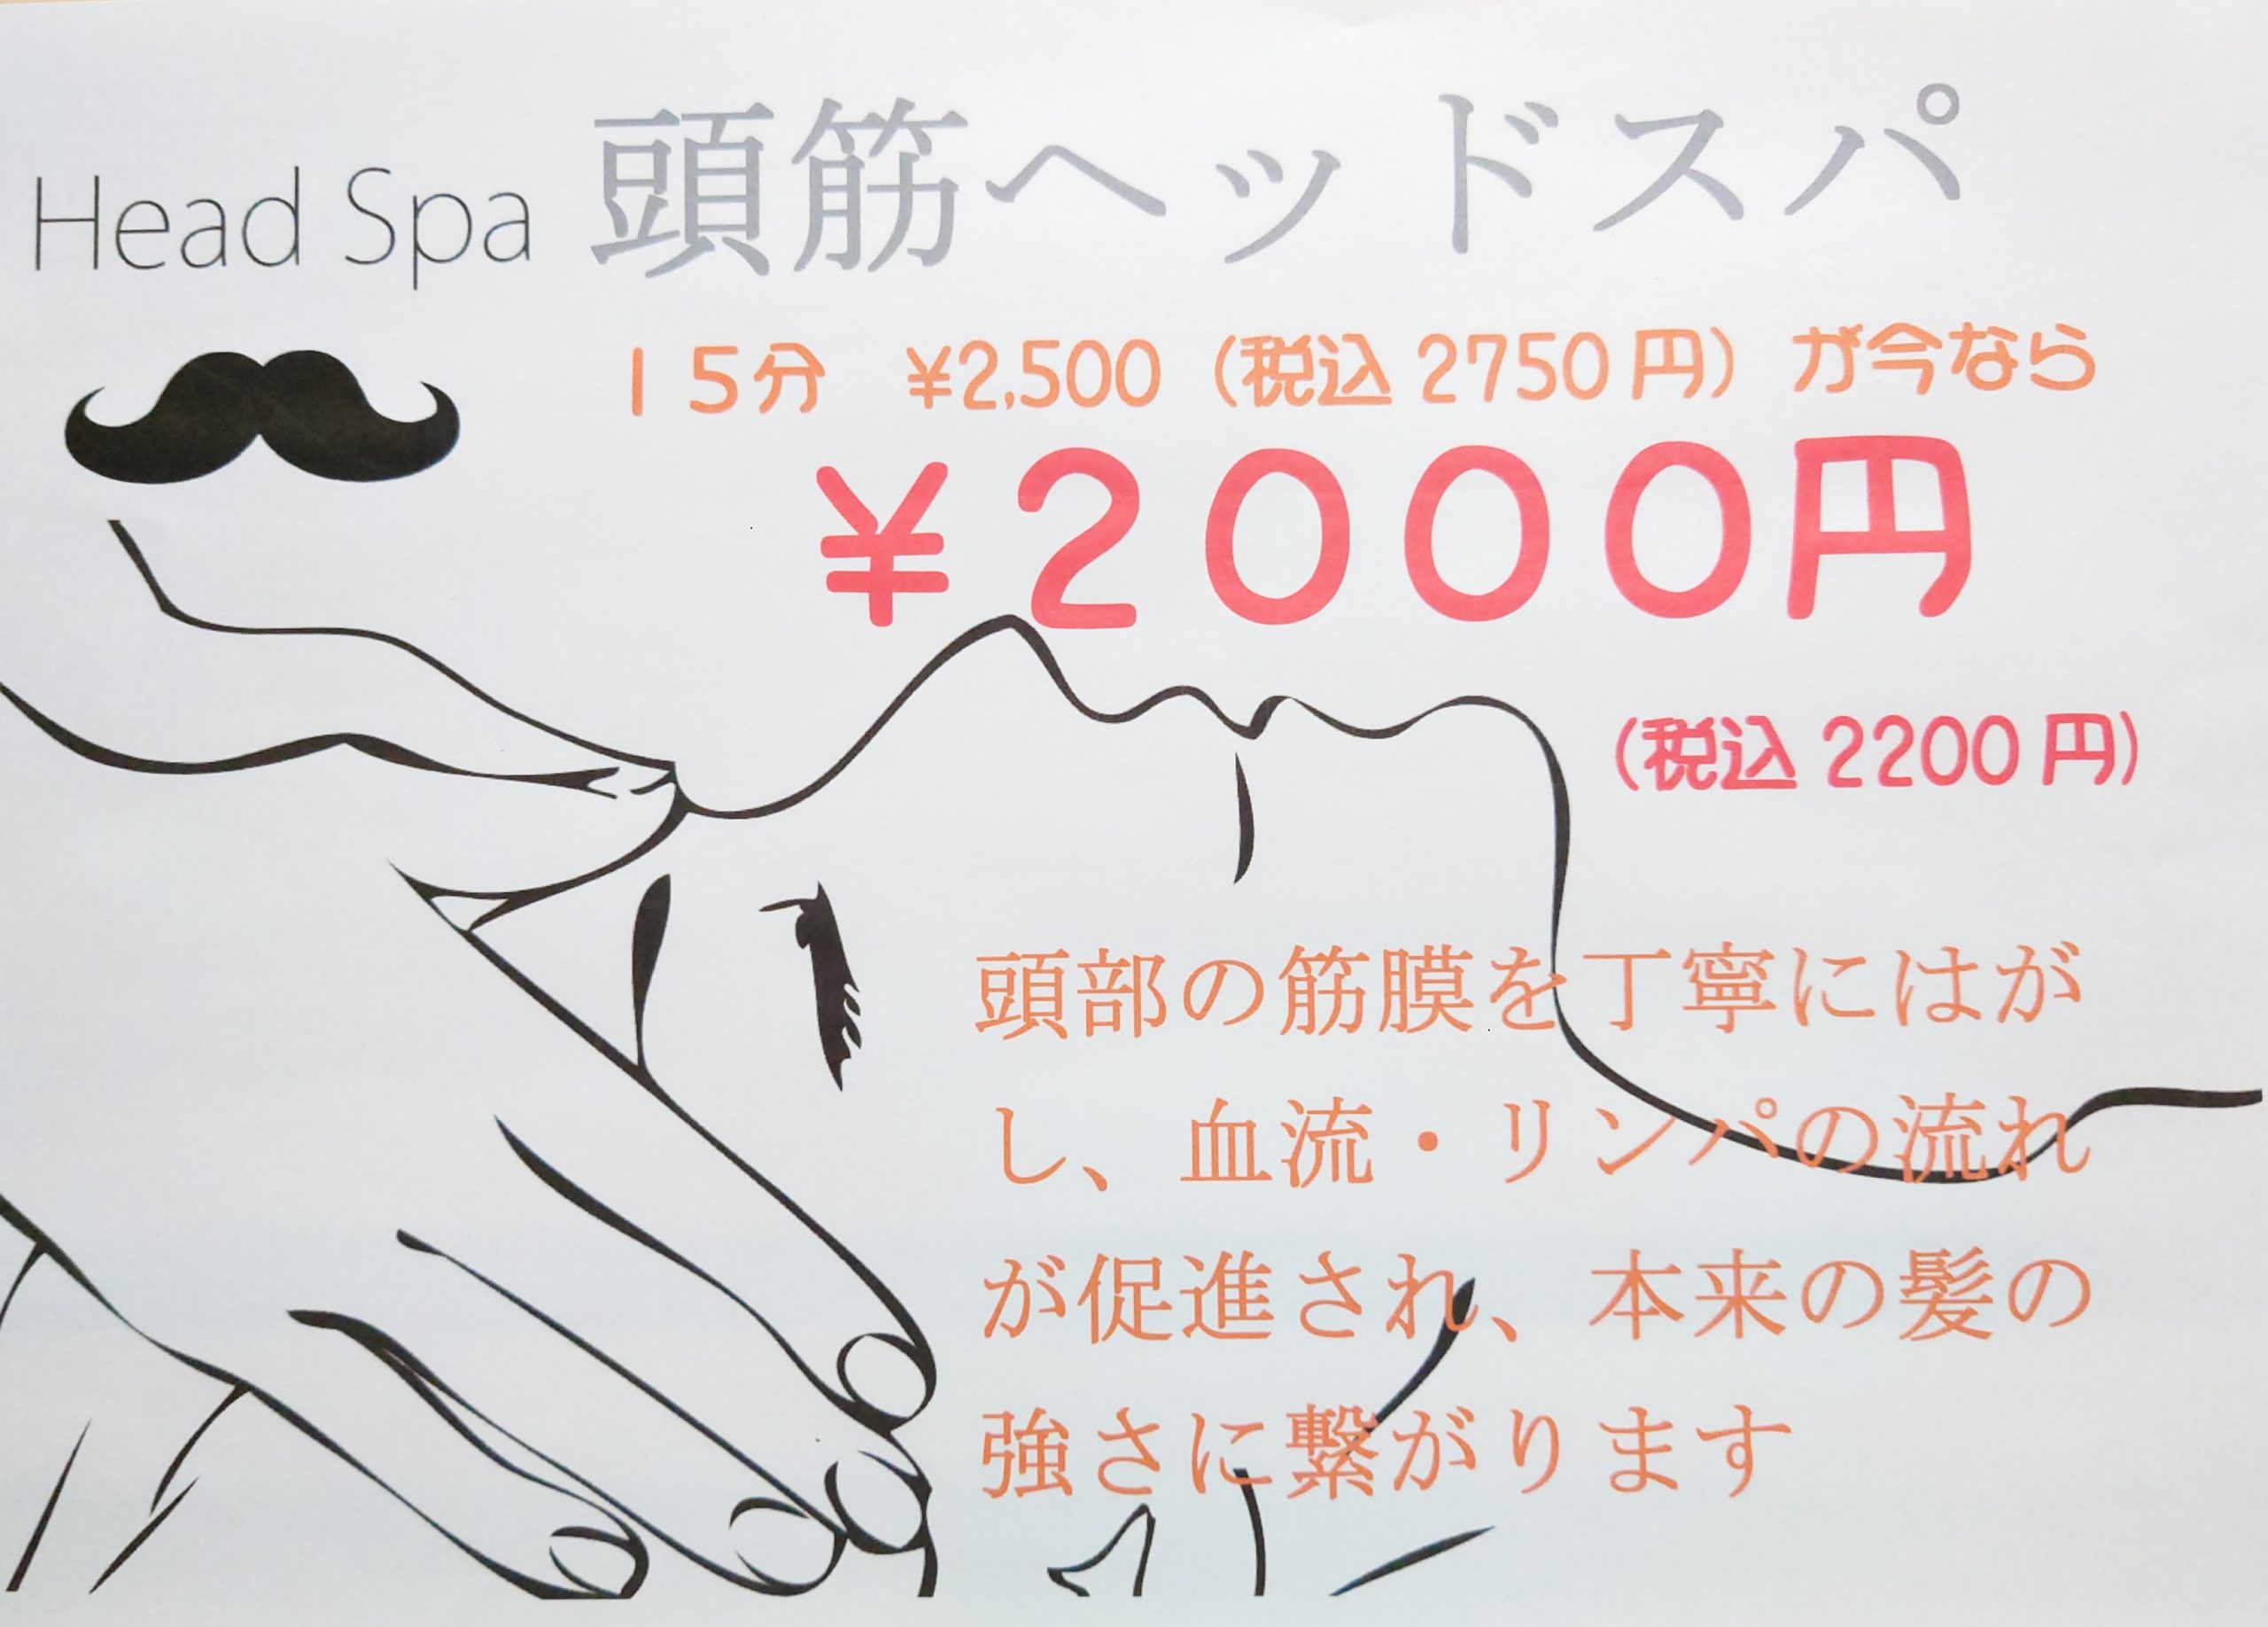 Head Spa 頭筋ヘッドスパ
15分 ¥2,500 (税込 2750 円) が今なら
¥2000円
(税込 2200 円)
頭部の筋膜を丁寧にはが
し、血流・リンパの流れ
が促進され、本来の髪の
強さに繋がります